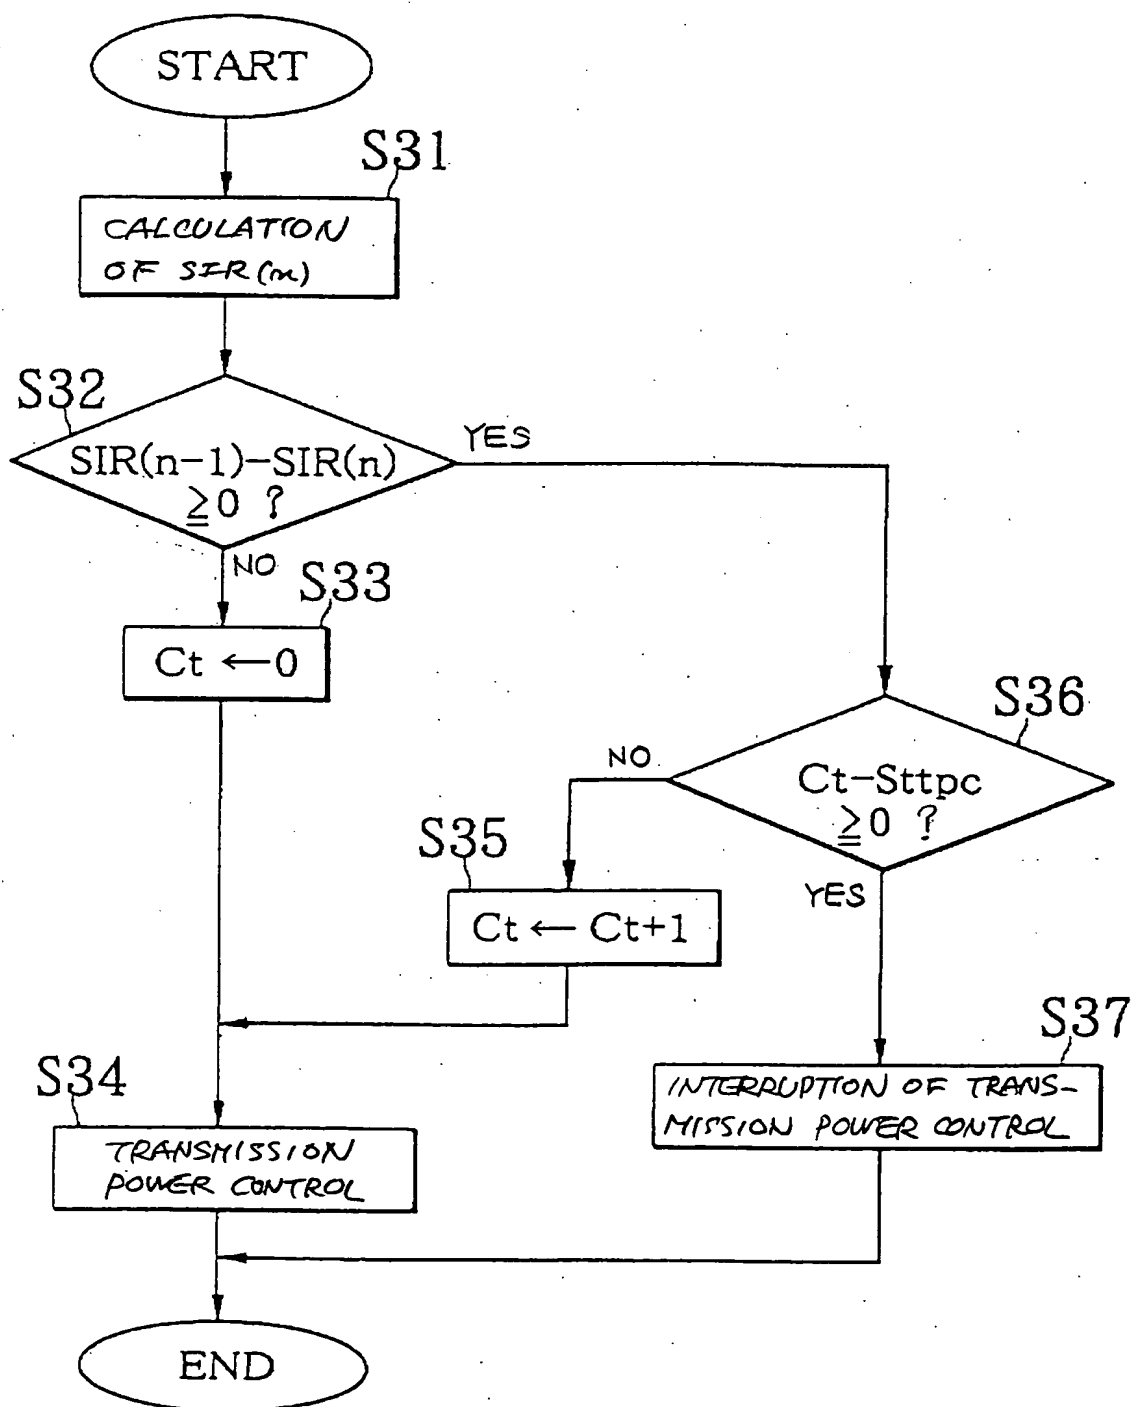 START
S31
CALCULATION
OF SIR(n)
S32
SIR(n-1)-SIR(n)
≧0 ?
YES
NO
S33
Ct ←0
S36
Ct-Sttpc
≧0 ?
NO
YES
S35
Ct ← Ct+1
S37
INTERRUPTION OF TRANS-
MISSION POWER CONTROL
S34
TRANSMISSION
POWER CONTROL
END